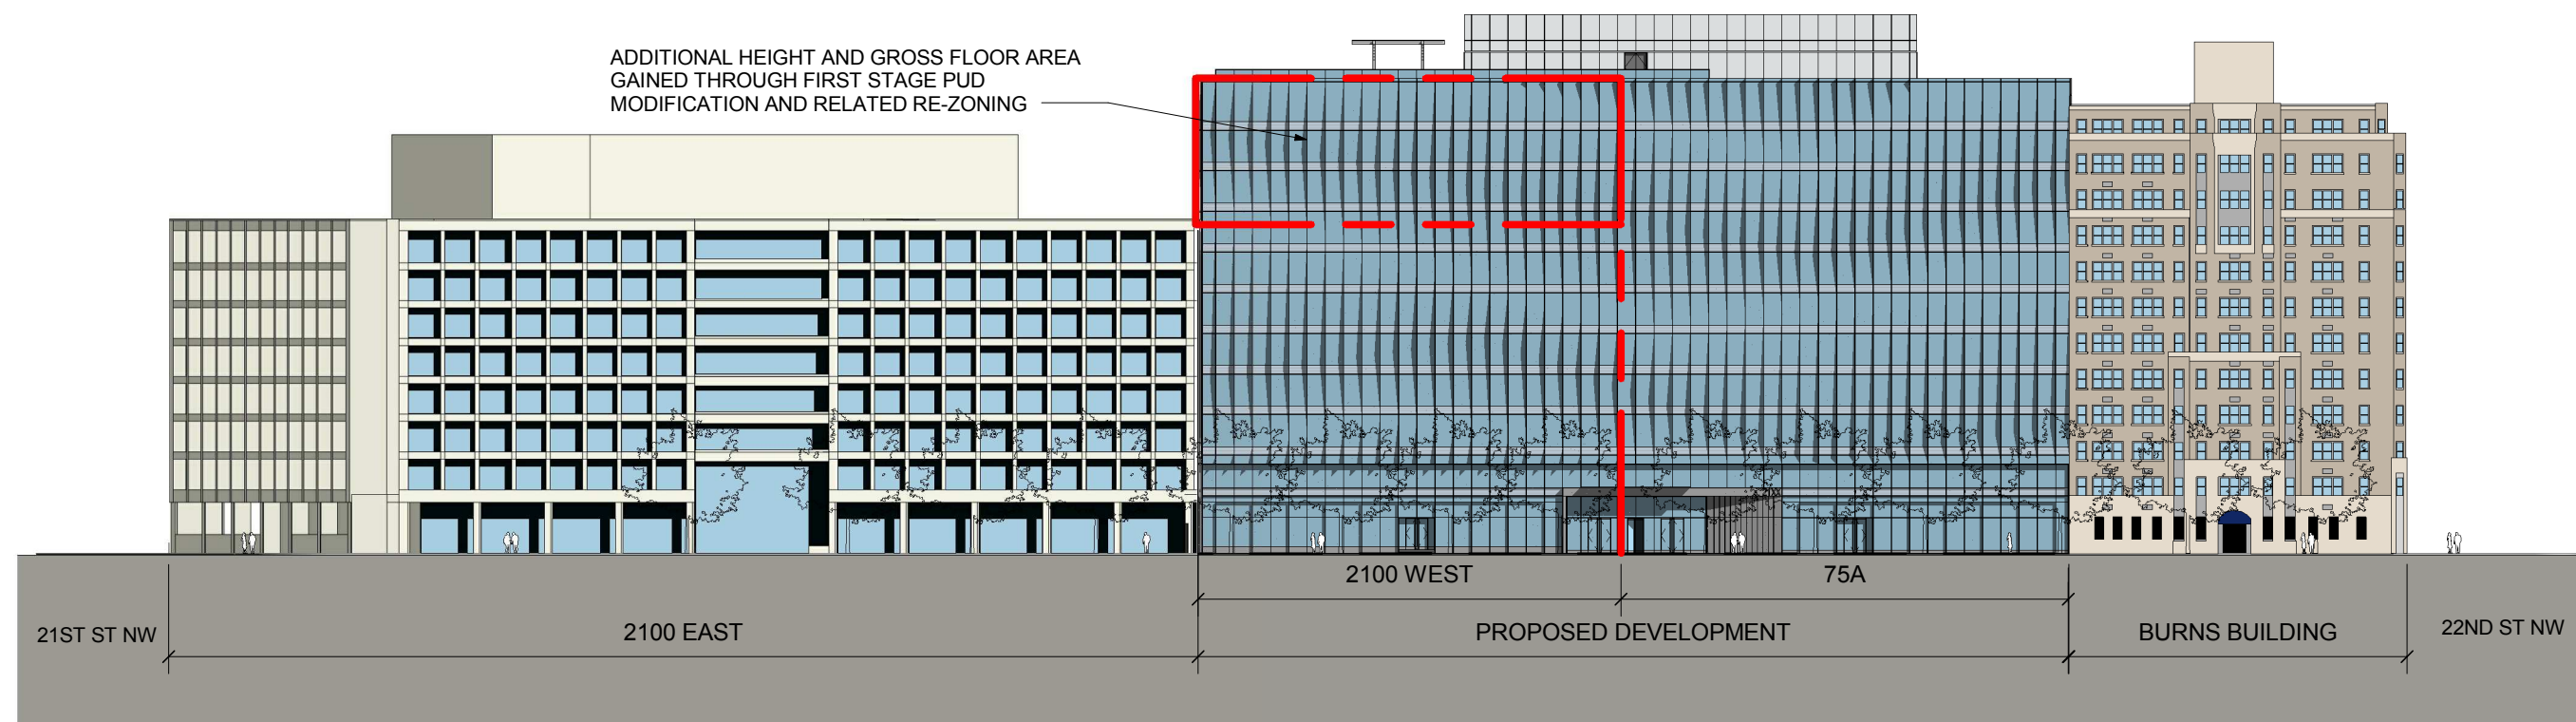 ADDITIONAL HEIGHT AND GROSS FLOOR AREA
GAINED THROUGH FIRST STAGE PUD
MODIFICATION AND RELATED RE-ZONING
2100 WEST
75A
21ST ST NW
2100 EAST
PROPOSED DEVELOPMENT
BURNS BUILDING
22ND ST NW